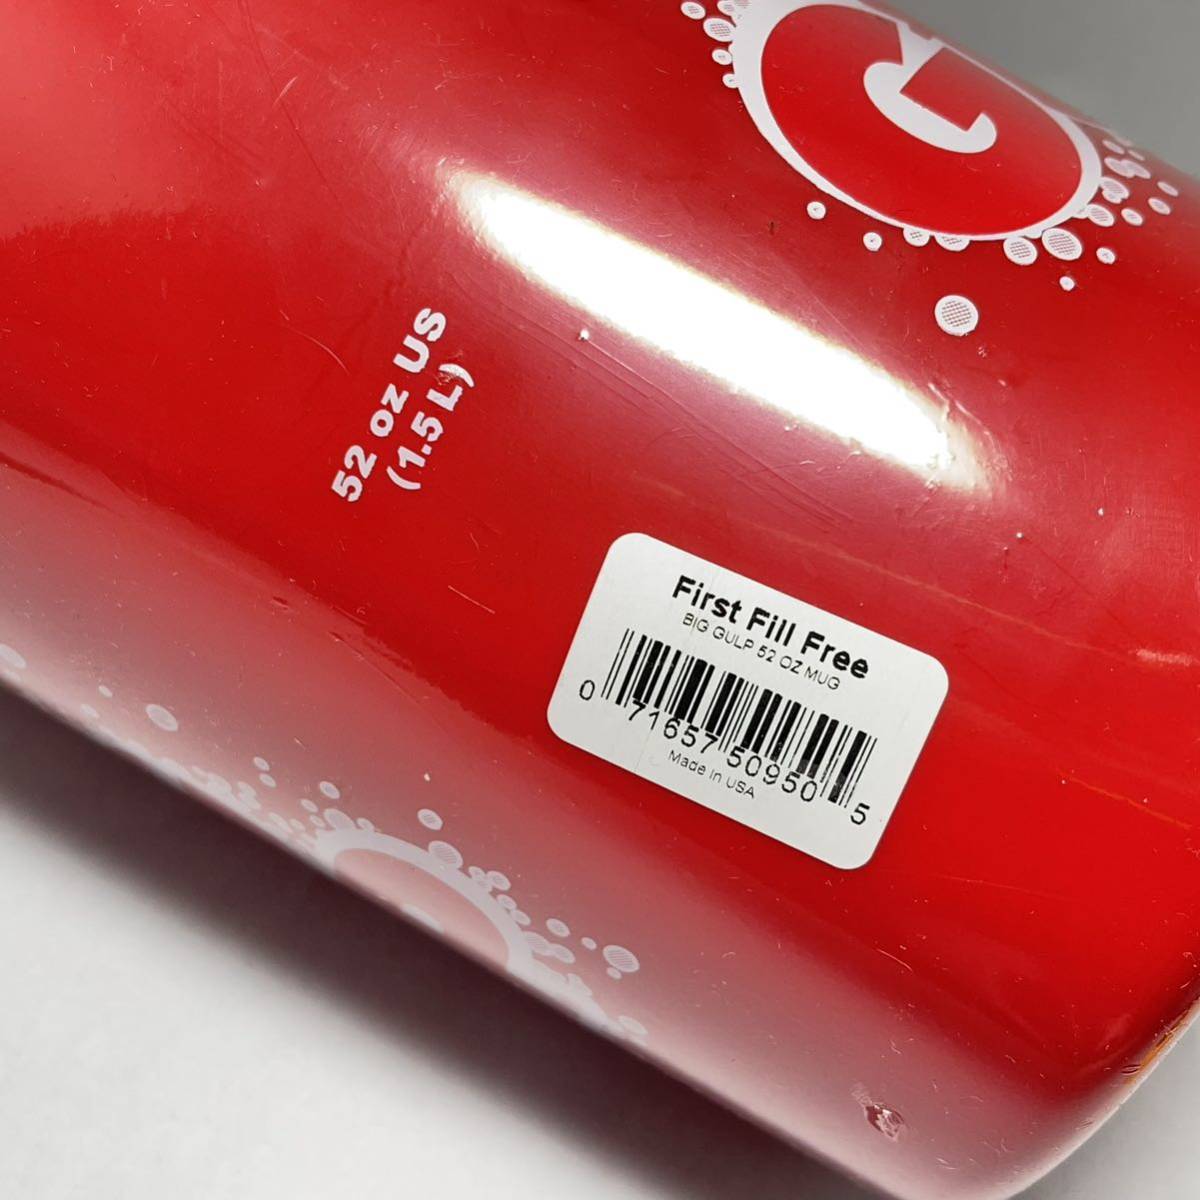 52 oz US
(1.5 L)
First Fill Free
BIG GULP 52 OZ MUG
0 71657 50950 5
Made in USA